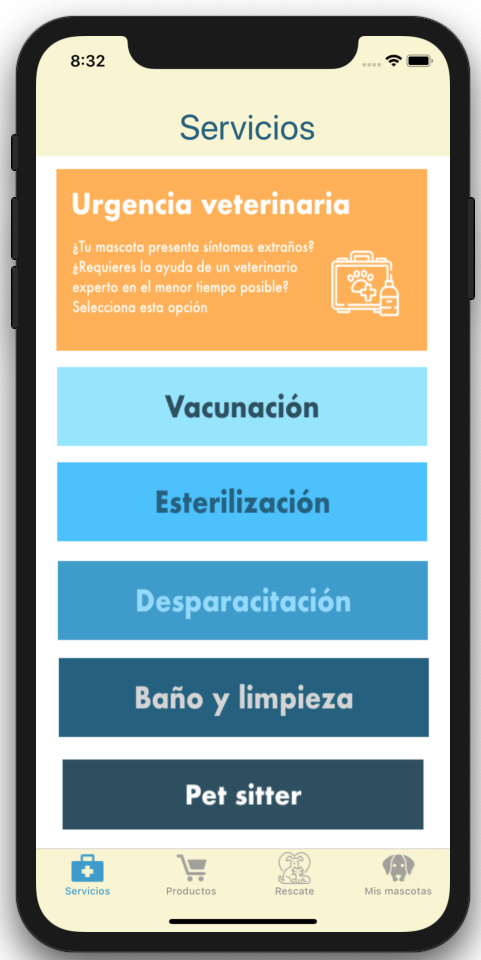 8:32
Servicios
Urgencia veterinaria
¿Tu mascota presenta síntomas extraños?
¿Requieres la ayuda de un veterinario
experto en el menor tiempo posible?
Selecciona esta opción
Vacunación
Esterilización
Desparacitación
Baño y limpieza
Pet sitter
Servicios Productos Rescate Mis mascotas